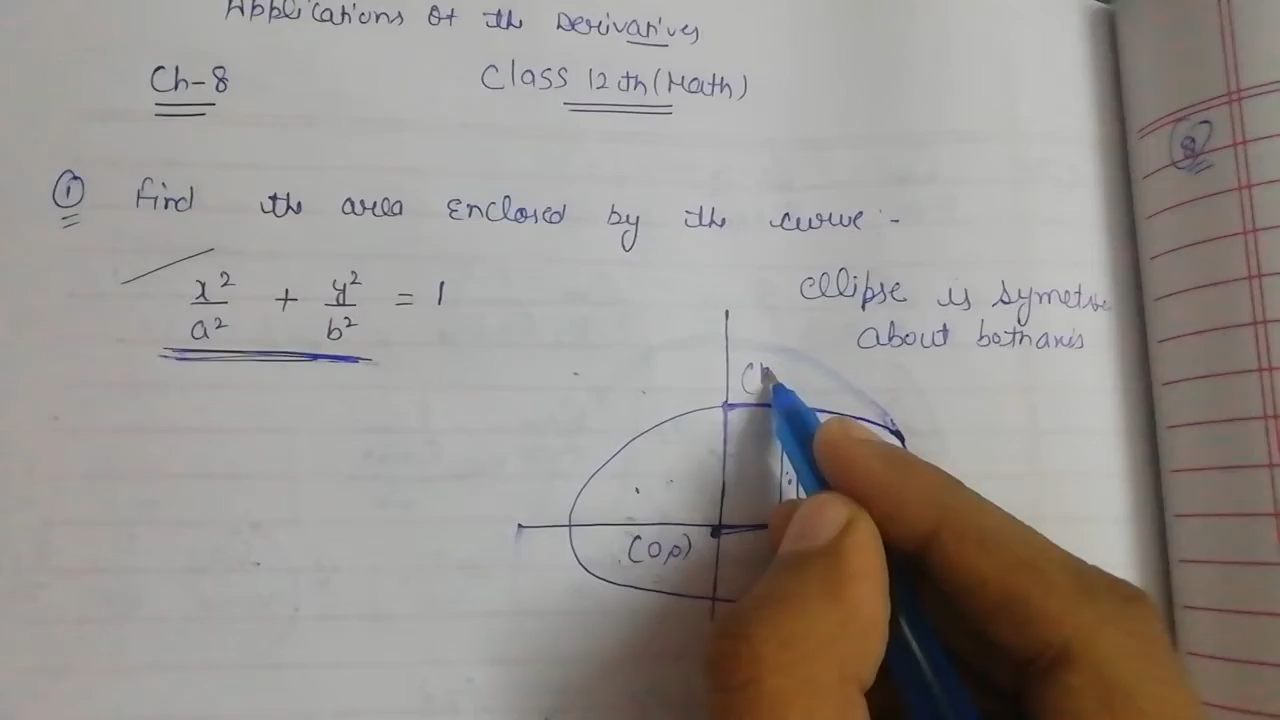 Applications of the Derivatives
Ch-8 Class 12th (Math)
① Find the area enclosed by the curve :-
x²/a² + y²/b² = 1
ellipse is symetric
about both axis
(0,0)